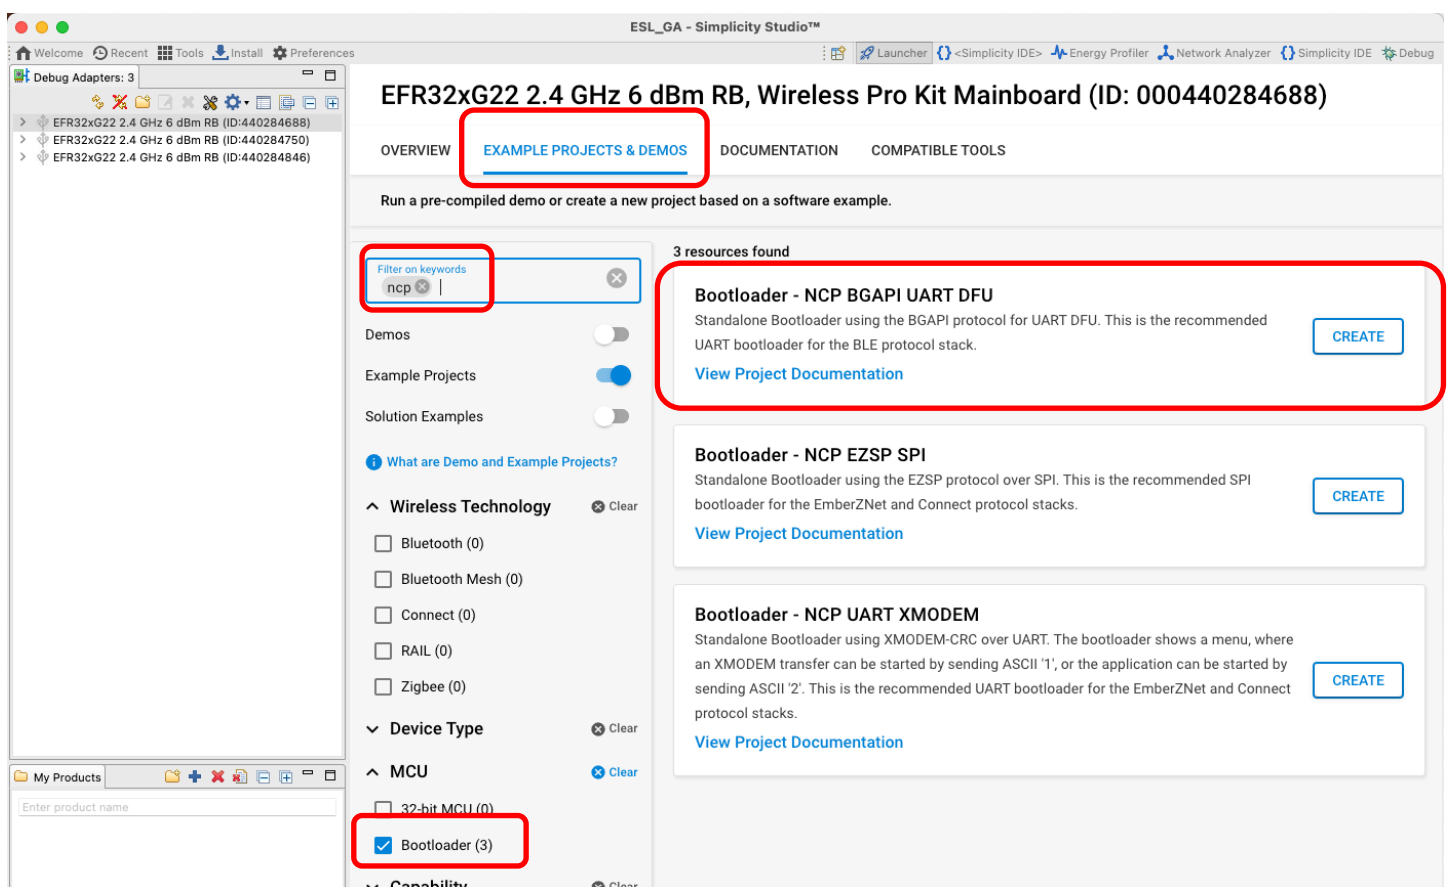 ESL_GA - Simplicity Studio™
Welcome Recent Tools Install Preferences
Launcher <Simplicity IDE> Energy Profiler Network Analyzer Simplicity IDE Debug
Debug Adapters: 3
EFR32xG22 2.4 GHz 6 dBm RB (ID:440284688)
EFR32xG22 2.4 GHz 6 dBm RB (ID:440284750)
EFR32xG22 2.4 GHz 6 dBm RB (ID:440284846)
EFR32xG22 2.4 GHz 6 dBm RB, Wireless Pro Kit Mainboard (ID: 000440284688)
OVERVIEW EXAMPLE PROJECTS & DEMOS DOCUMENTATION COMPATIBLE TOOLS
Run a pre-compiled demo or create a new project based on a software example.
Filter on keywords
ncp
Demos
Example Projects
Solution Examples
What are Demo and Example Projects?
Wireless Technology Clear
Bluetooth (0)
Bluetooth Mesh (0)
Connect (0)
RAIL (0)
Zigbee (0)
Device Type Clear
MCU Clear
32-bit MCU (0)
Bootloader (3)
Capability Clear
3 resources found
Bootloader - NCP BGAPI UART DFU
Standalone Bootloader using the BGAPI protocol for UART DFU. This is the recommended
UART bootloader for the BLE protocol stack.
View Project Documentation
CREATE
Bootloader - NCP EZSP SPI
Standalone Bootloader using the EZSP protocol over SPI. This is the recommended SPI
bootloader for the EmberZNet and Connect protocol stacks.
View Project Documentation
CREATE
Bootloader - NCP UART XMODEM
Standalone Bootloader using XMODEM-CRC over UART. The bootloader shows a menu, where
an XMODEM transfer can be started by sending ASCII '1', or the application can be started by
sending ASCII '2'. This is the recommended UART bootloader for the EmberZNet and Connect
protocol stacks.
View Project Documentation
CREATE
My Products
Enter product name